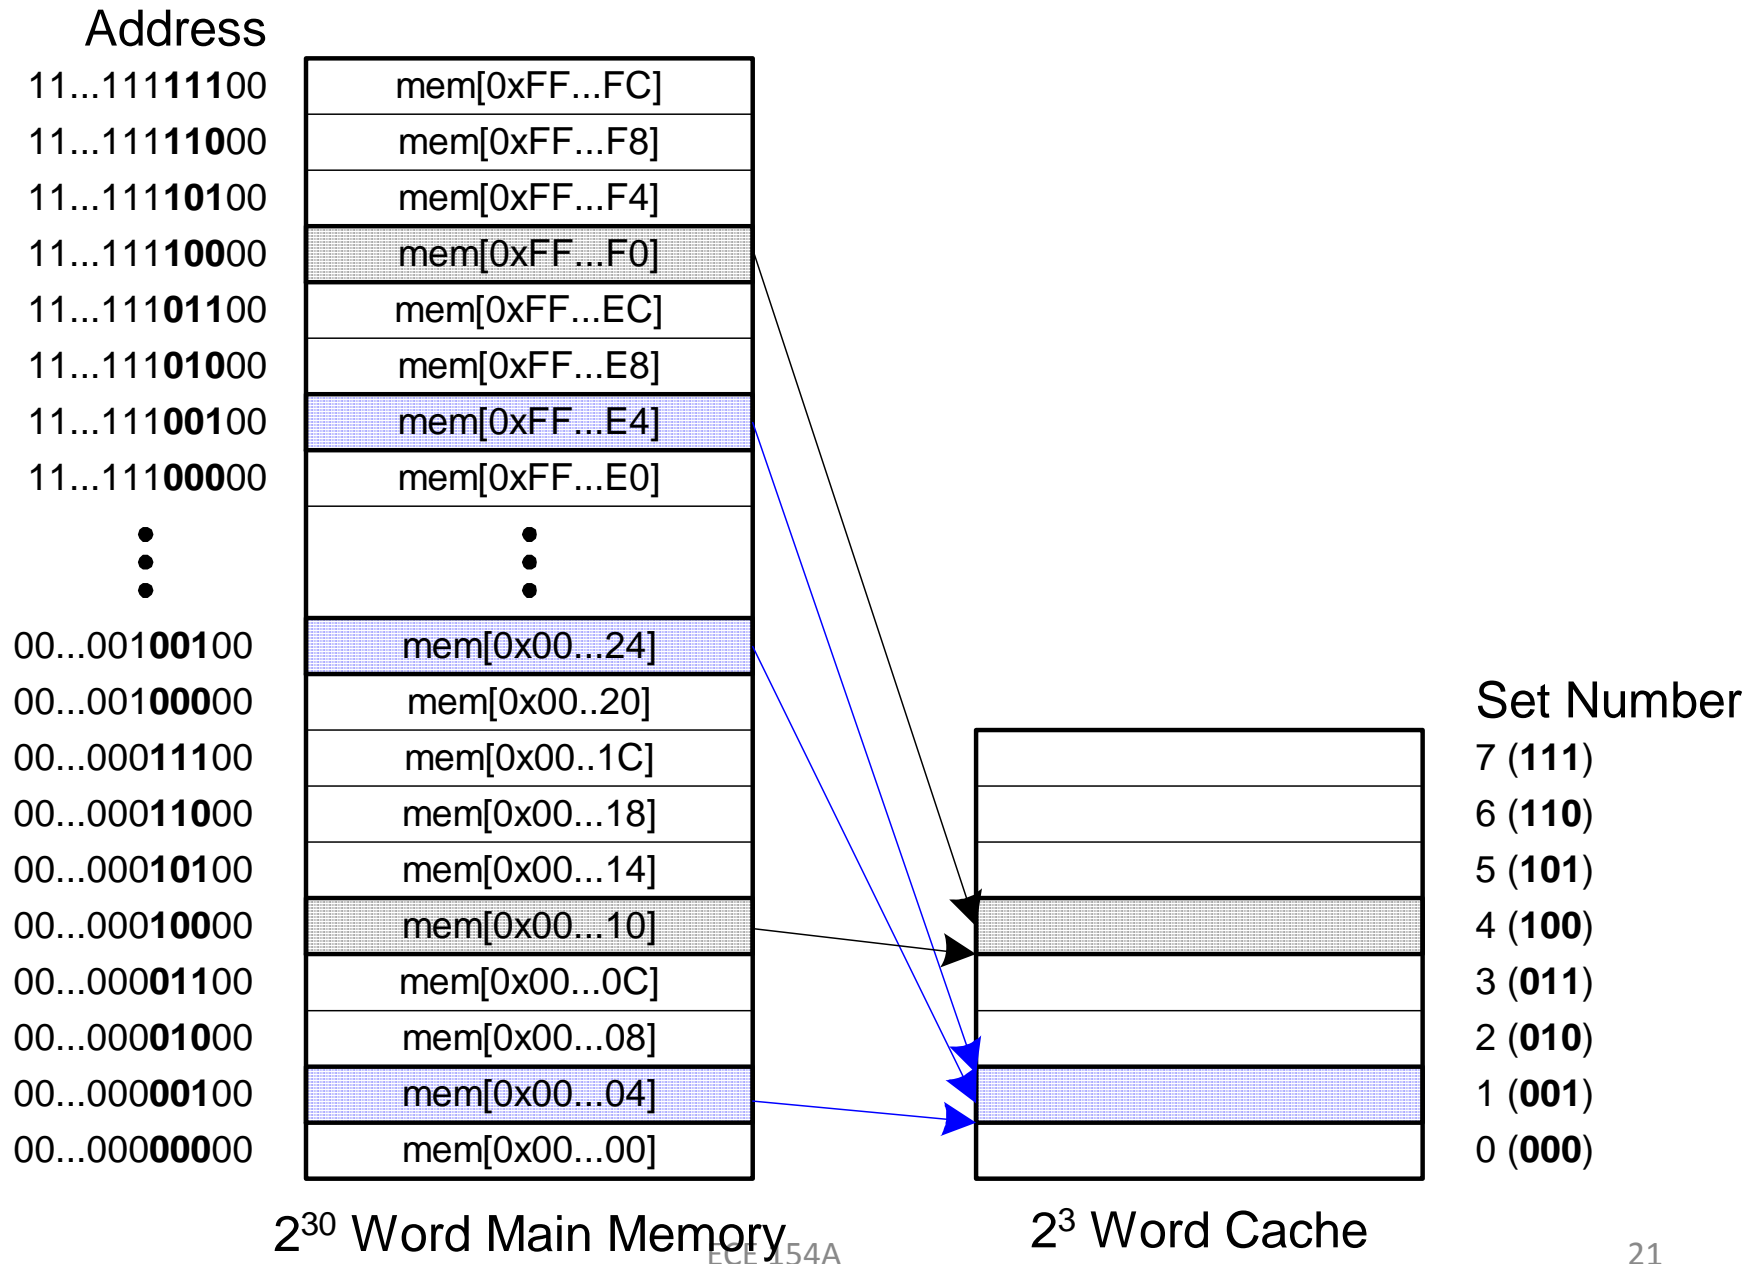 Address
11...11111100 mem[0xFF...FC]
11...11111000 mem[0xFF...F8]
11...11110100 mem[0xFF...F4]
11...11110000 mem[0xFF...F0]
11...11101100 mem[0xFF...EC]
11...11101000 mem[0xFF...E8]
11...11100100 mem[0xFF...E4]
11...11100000 mem[0xFF...E0]
00...00100100 mem[0x00...24]
00...00100000 mem[0x00..20]
Set Number
00...00011100 mem[0x00..1C] 7 (111)
00...00011000 mem[0x00...18] 6 (110)
00...00010100 mem[0x00...14] 5 (101)
00...00010000 mem[0x00...10] 4 (100)
00...00001100 mem[0x00...0C] 3 (011)
00...00001000 mem[0x00...08] 2 (010)
00...00000100 mem[0x00...04] 1 (001)
00...00000000 mem[0x00...00] 0 (000)
2³⁰ Word Main Memory 2³ Word Cache
ECE 154A 21